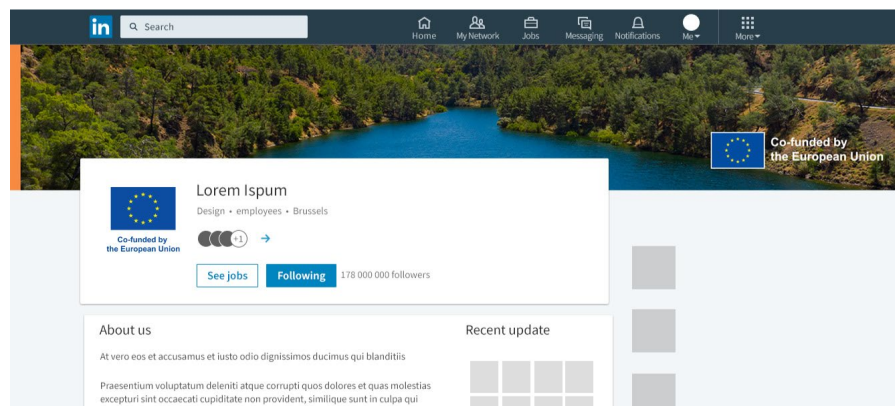 in
Search
Home
My Network
Jobs
Messaging
Notifications
Me
More
Co-funded by
the European Union
Co-funded by
the European Union
Lorem Ispum
Design • employees • Brussels
+1
See jobs
Following
178 000 000 followers
About us
At vero eos et accusamus et iusto odio dignissimos ducimus qui blanditiis
Praesentium voluptatum deleniti atque corrupti quos dolores et quas molestias
excepturi sint occaecati cupiditate non provident, similique sunt in culpa qui
Recent update